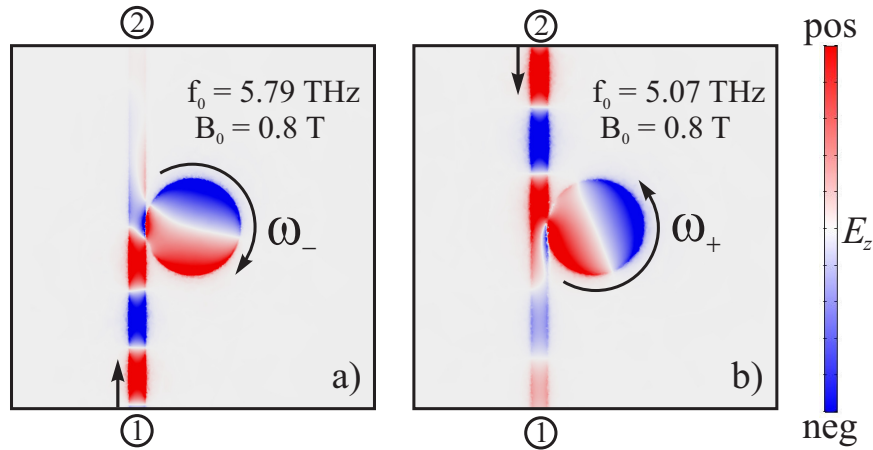 ② ②
pos
f₀ = 5.79 THz
B₀ = 0.8 T
f₀ = 5.07 THz
B₀ = 0.8 T
ω₋
ω₊
E_z
a)
b)
① ①
neg